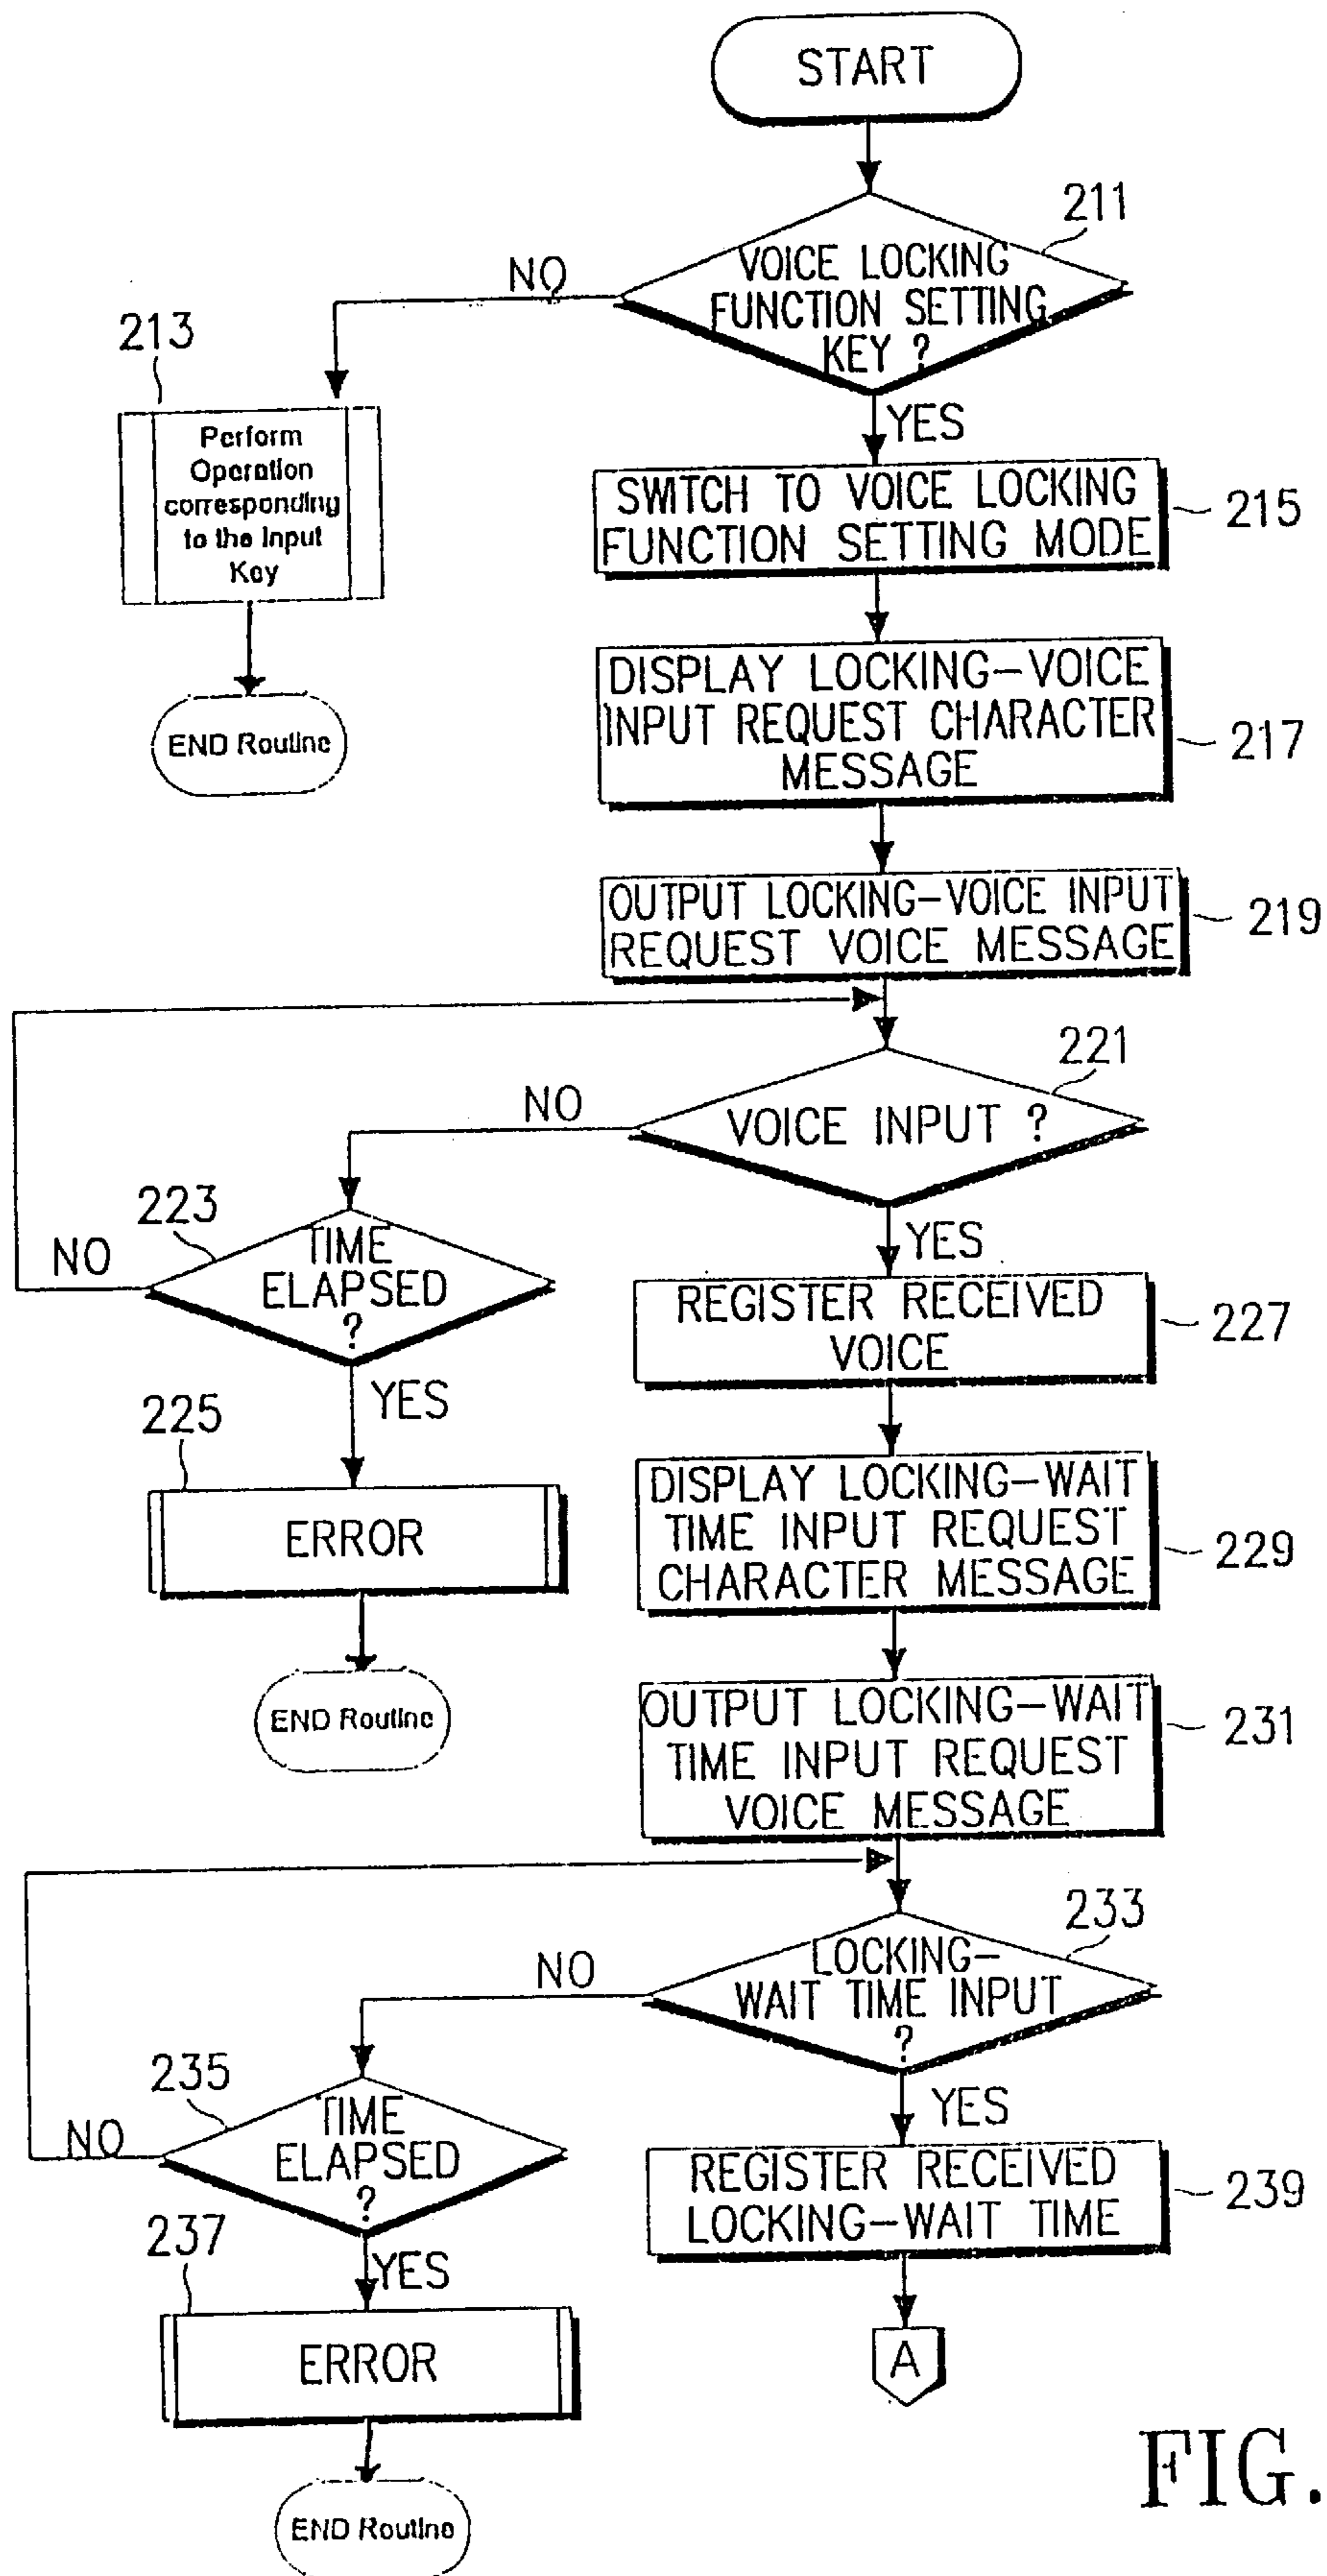 START
211
VOICE LOCKING
FUNCTION SETTING
KEY ?
NO
213
Perform
Operation
corresponding
to the Input
Key
END Routine
YES
SWITCH TO VOICE LOCKING
FUNCTION SETTING MODE
215
DISPLAY LOCKING-VOICE
INPUT REQUEST CHARACTER
MESSAGE
217
OUTPUT LOCKING-VOICE INPUT
REQUEST VOICE MESSAGE
219
221
VOICE INPUT ?
NO
223
TIME
ELAPSED
?
NO
YES
225
ERROR
END Routine
YES
REGISTER RECEIVED
VOICE
227
DISPLAY LOCKING-WAIT
TIME INPUT REQUEST
CHARACTER MESSAGE
229
OUTPUT LOCKING-WAIT
TIME INPUT REQUEST
VOICE MESSAGE
231
233
LOCKING-
WAIT TIME INPUT
?
NO
235
TIME
ELAPSED
?
NO
YES
237
ERROR
END Routine
YES
REGISTER RECEIVED
LOCKING-WAIT TIME
239
A
FIG.